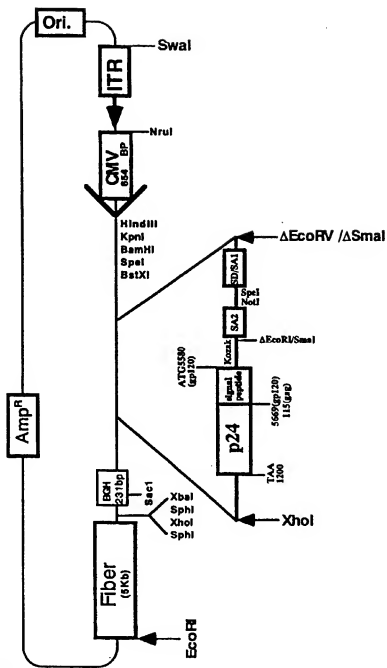 Ori.
SwaI
ITR
NruI
CMV
654 BP
HindIII
KpnI
BamHI
SpeI
BstXI
ΔEcoRV /ΔSmaI
SD/SA1
SpeI
NotI
SA2
ΔEcoRI/SmaI
Kozak
ATG5580
(gp120)
signal
peptide
5669(gp120)
115(gag)
p24
TAA
1200
XhoI
Amp^R
BGH
231bp
Sac1
XbaI
SphI
XhoI
SphI
Fiber
(5Kb)
EcoRI